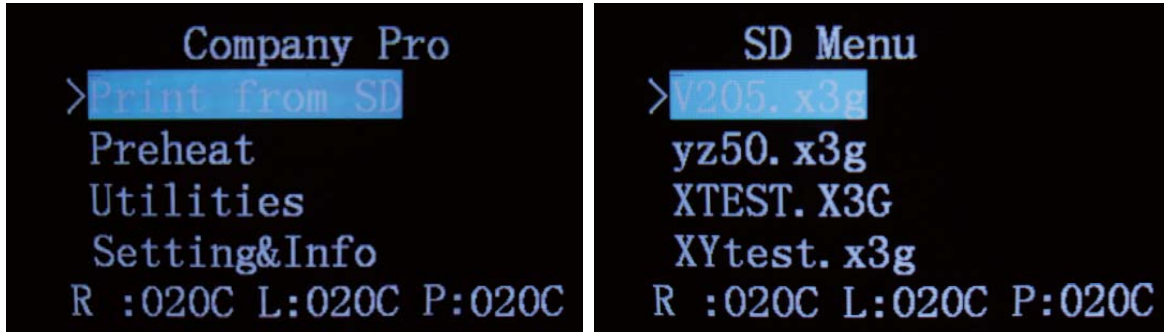 Company Pro
>Print from SD
Preheat
Utilities
Setting&Info
R :020C L:020C P:020C
SD Menu
>V205.x3g
yz50.x3g
XTEST.X3G
XYtest.x3g
R :020C L:020C P:020C